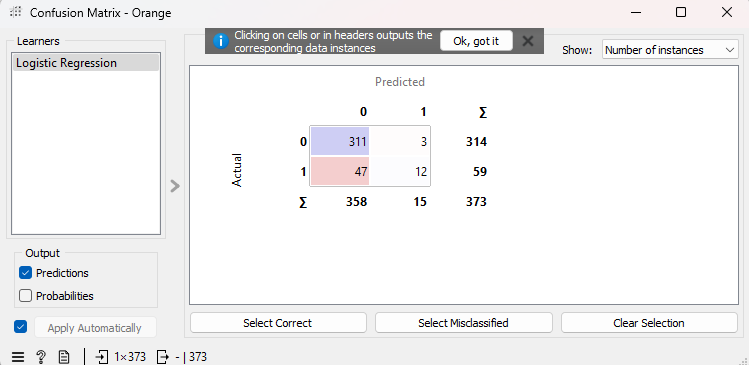 Confusion Matrix - Orange
Learners
Logistic Regression
Clicking on cells or in headers outputs the
corresponding data instances
Ok, got it
Show:
Number of instances
Predicted
0 1 Σ
Actual
0 311 3 314
1 47 12 59
Σ 358 15 373
Output
Predictions
Probabilities
Apply Automatically
Select Correct
Select Misclassified
Clear Selection
1×373
- | 373